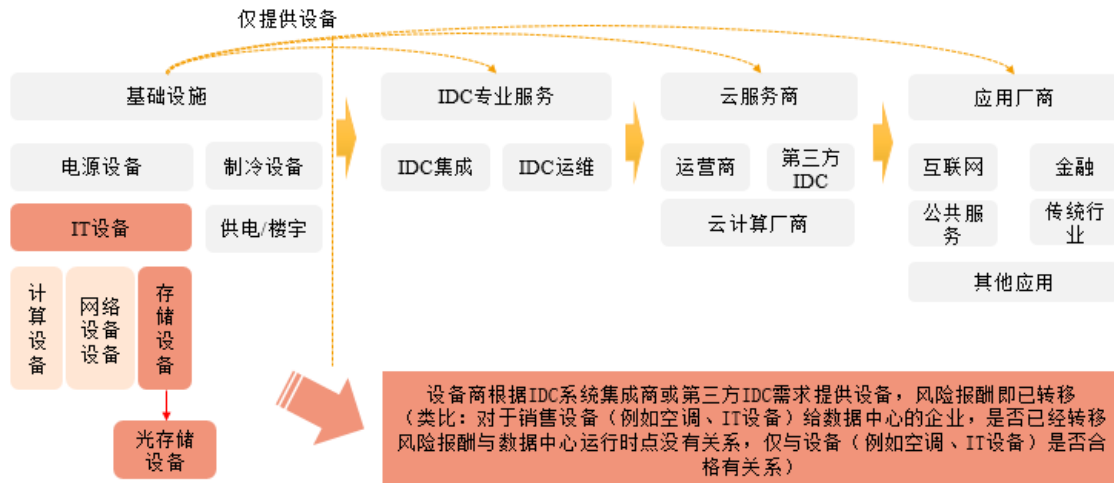 仅提供设备
基础设施
IDC专业服务
云服务商
应用厂商
电源设备
制冷设备
IDC集成
IDC运维
运营商
第三方
IDC
互联网
金融
IT设备
供电/楼宇
云计算厂商
公共服
务
传统行
业
其他应用
计
算
设
备
网络
设备
设备
存
储
设
备
光存储
设备
设备商根据IDC系统集成商或第三方IDC需求提供设备，风险报酬即已转移
（类比：对于销售设备（例如空调、IT设备）给数据中心的企业，是否已经转移
风险报酬与数据中心运行时点没有关系，仅与设备（例如空调、IT设备）是否合
格有关系）